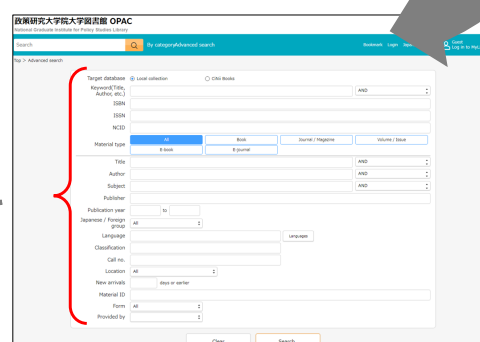 政策研究大学院大学図書館 OPAC
National Graduate Institute for Policy Studies Library
Search
By category
Advanced search
Bookmark Login
Guest
Log in to MyL
Top > Advanced search
Target database Local collection CiNii Books
Keyword(Title, Author, etc.) AND
ISBN
ISSN
NCID
Material type All Book Journal / Magazine Volume / Issue
E-book E-journal
Title AND
Author AND
Subject AND
Publisher
Publication year to
Japanese / Foreign group All
Language Languages
Classification
Call no.
Location All
New arrivals days or earlier
Material ID
Form All
Provided by
Clear Search